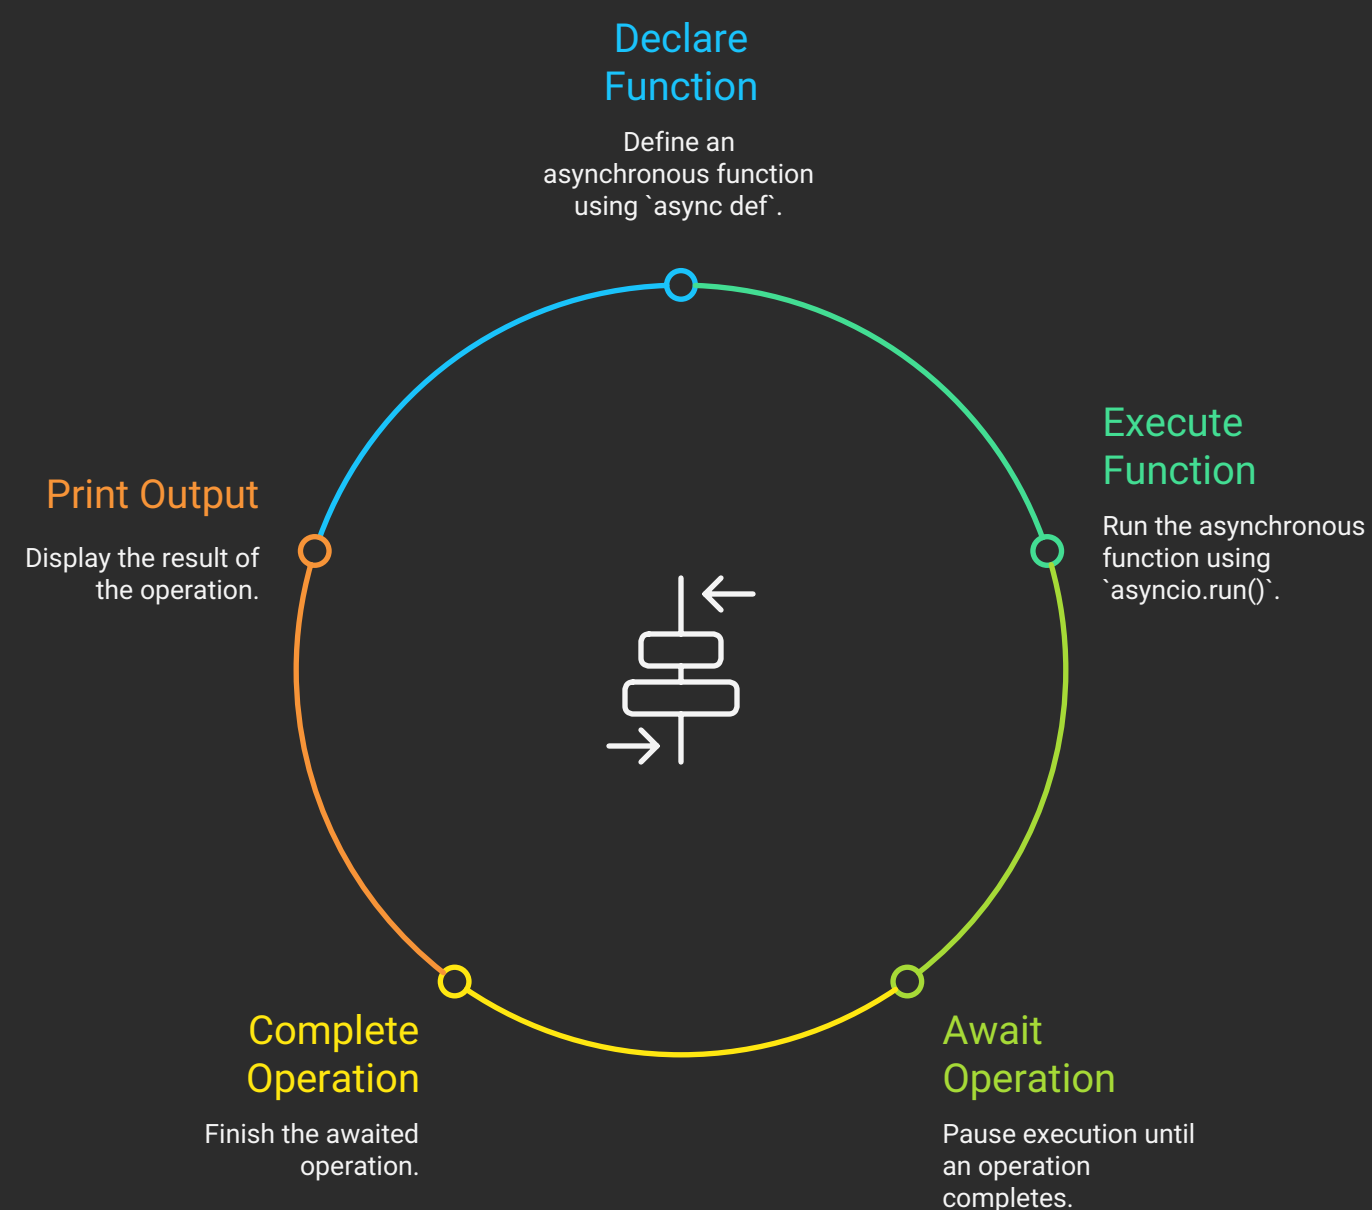 Declare
Function
Define an
asynchronous function
using `async def`.
Execute
Function
Run the asynchronous
function using
`asyncio.run()`.
Await
Operation
Pause execution until
an operation
completes.
Complete
Operation
Finish the awaited
operation.
Print Output
Display the result of
the operation.